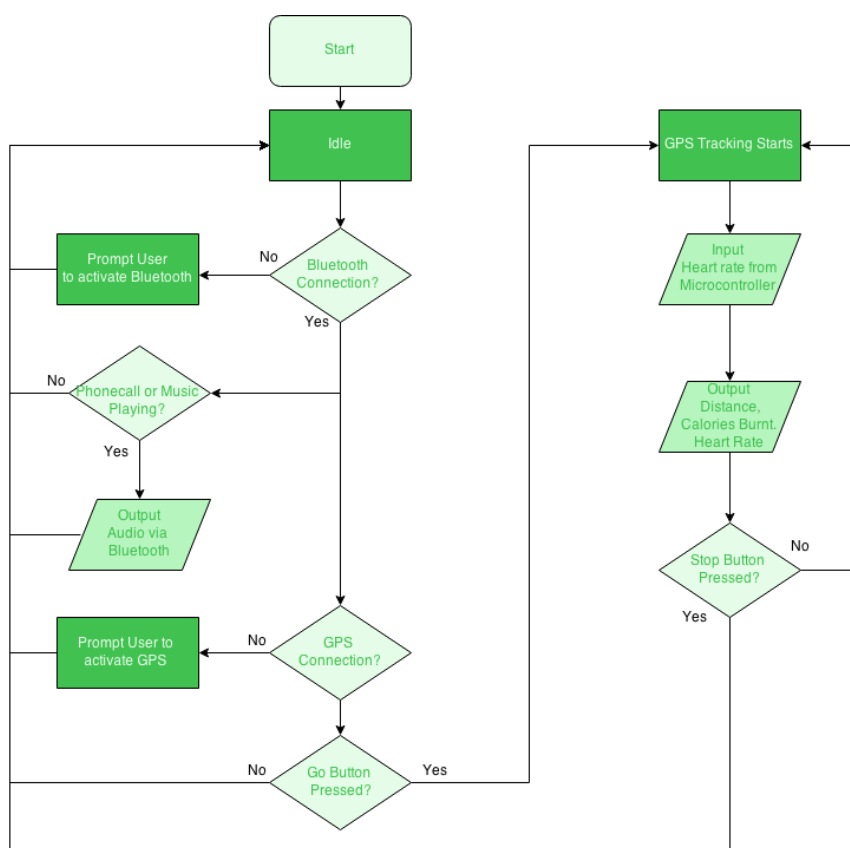 Start
Idle
GPS Tracking Starts
No
Prompt User
to activate Bluetooth
Bluetooth
Connection?
Yes
Input
Heart rate from
Microcontroller
No
Phonecall or Music
Playing?
Yes
Output
Distance,
Calories Burnt.
Heart Rate
Output
Audio via
Bluetooth
Stop Button
Pressed?
No
Yes
Prompt User to
activate GPS
No
GPS
Connection?
No
Go Button
Pressed?
Yes